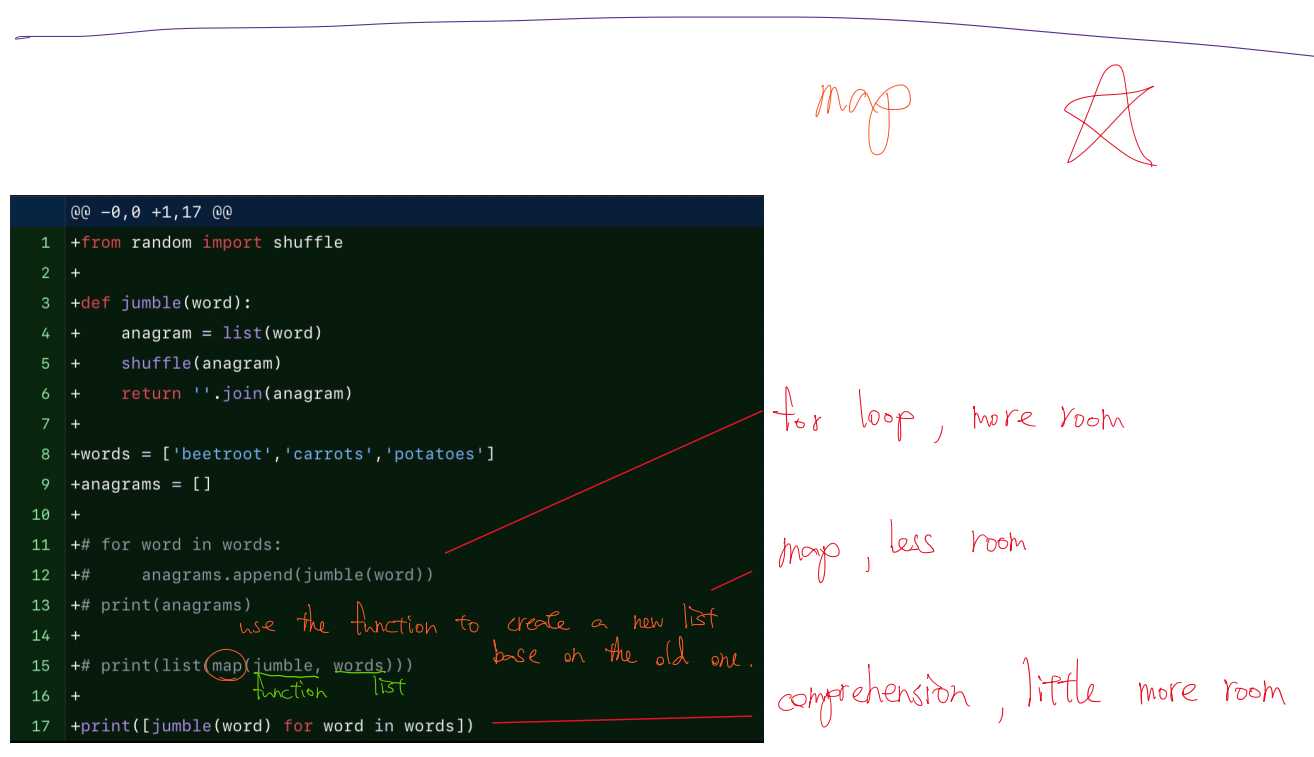 map
@@ -0,0 +1,17 @@
1 +from random import shuffle
2 +
3 +def jumble(word):
4 +    anagram = list(word)
5 +    shuffle(anagram)
6 +    return ''.join(anagram)
7 +
for loop, more room
8 +words = ['beetroot','carrots','potatoes']
9 +anagrams = []
10 +
11 +# for word in words:
map, less room
12 +#     anagrams.append(jumble(word))
13 +# print(anagrams)
use the function to create a new list
14 +
base on the old one.
15 +# print(list(map(jumble, words)))
function list
16 +
comprehension, little more room
17 +print([jumble(word) for word in words])